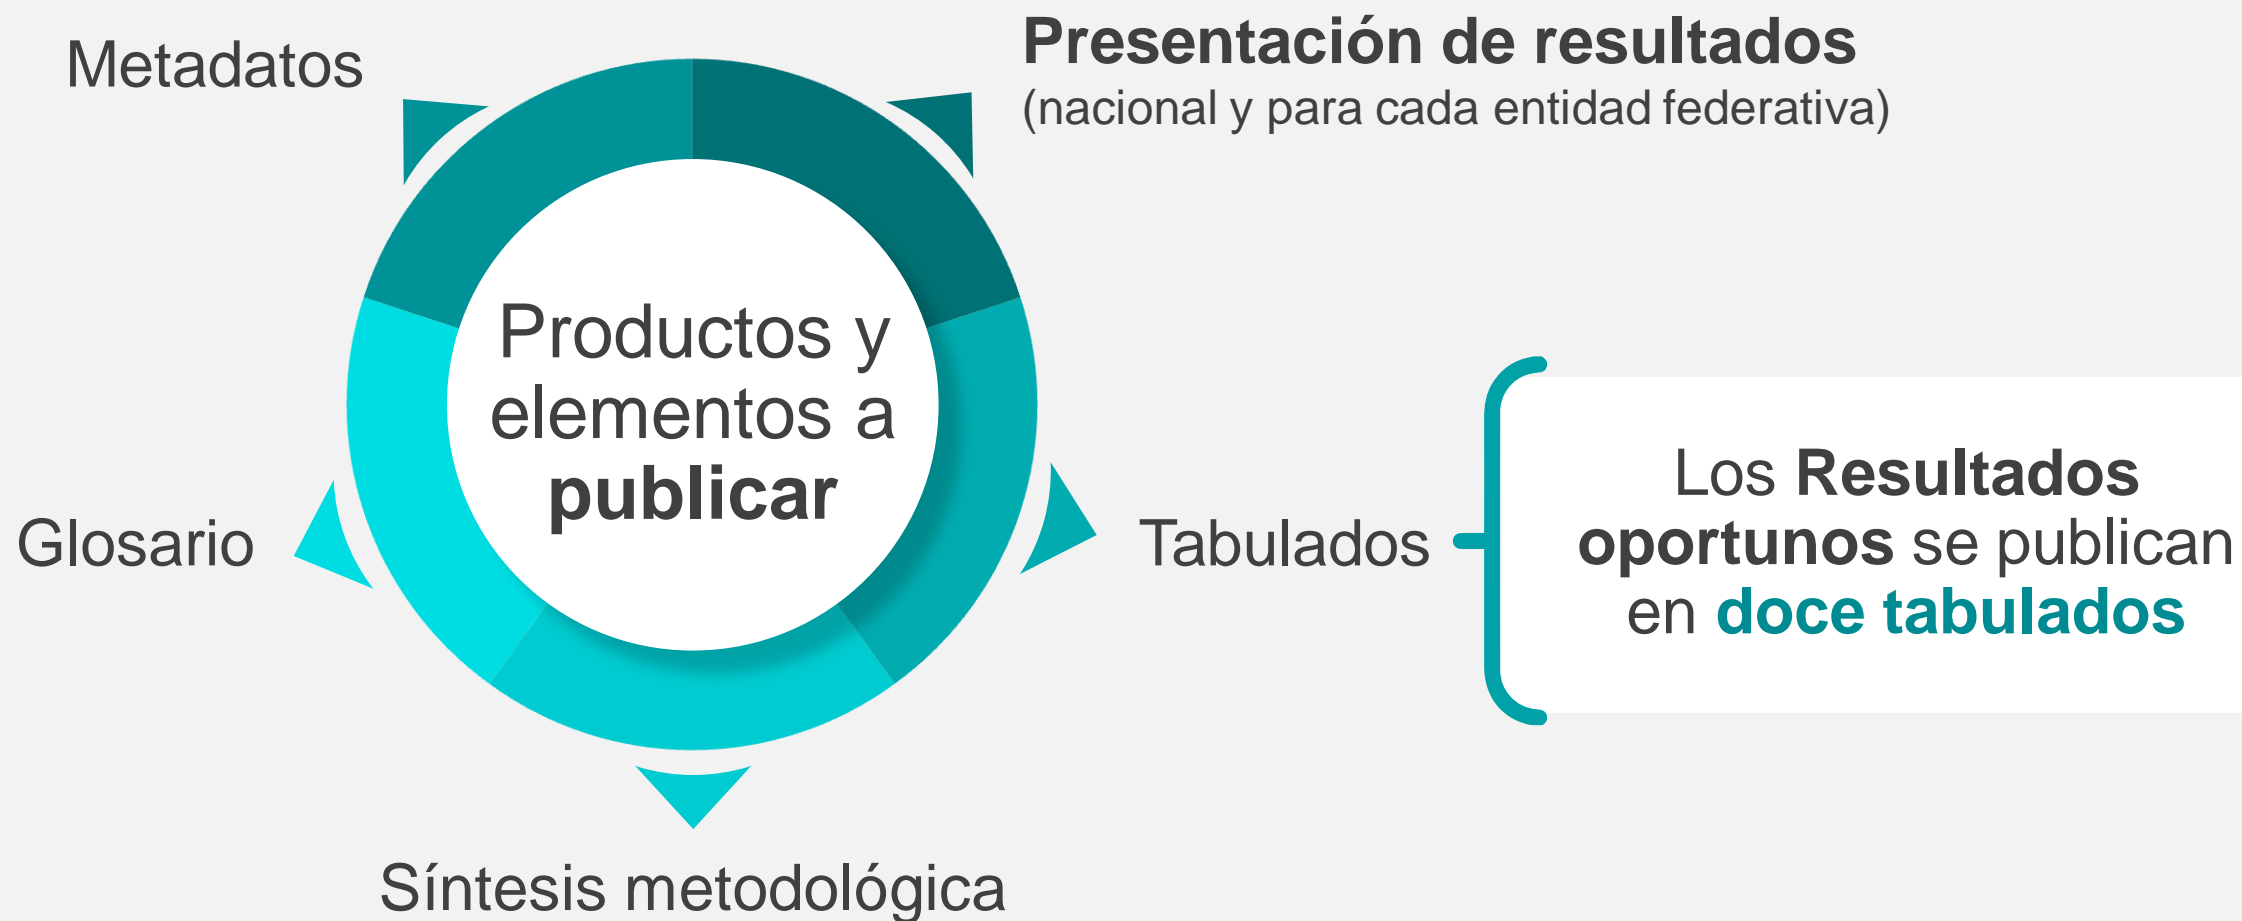 Metadatos
Presentación de resultados
(nacional y para cada entidad federativa)
Productos y
elementos a
publicar
Glosario
Tabulados
Los Resultados
oportunos se publican
en doce tabulados
Síntesis metodológica